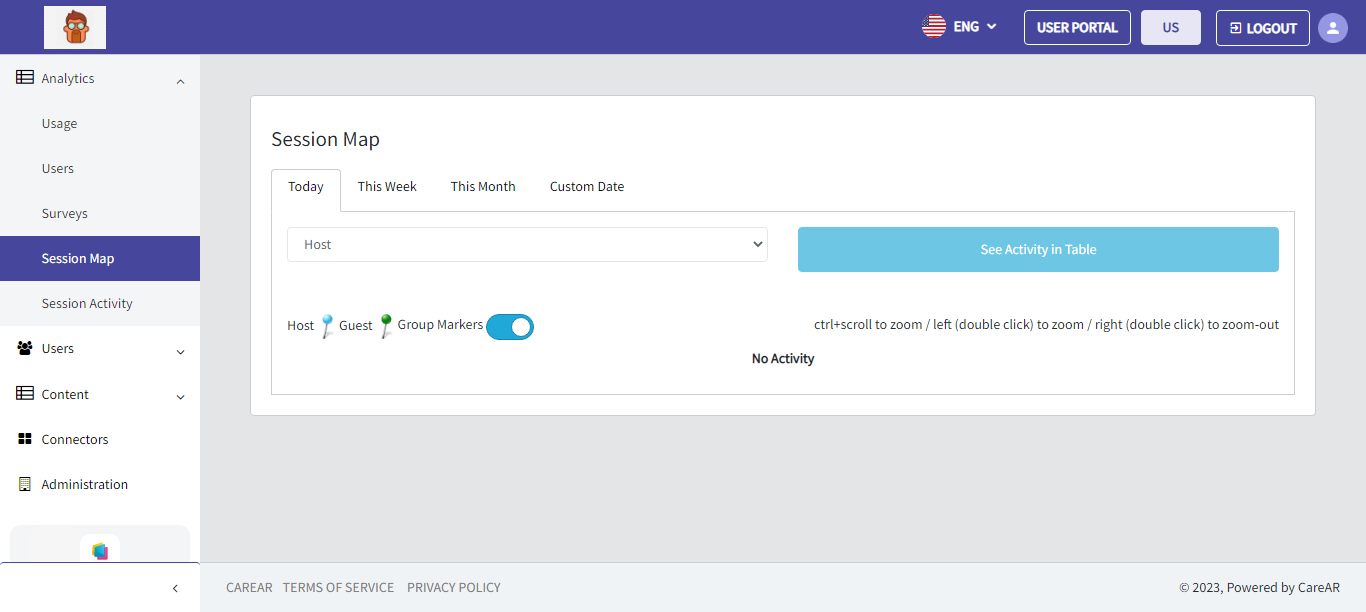 ENG
USER PORTAL
US
LOGOUT
Analytics
Usage
Users
Surveys
Session Map
Session Activity
Users
Content
Connectors
Administration
Session Map
Today This Week This Month Custom Date
Host
See Activity in Table
Host Guest Group Markers
ctrl+scroll to zoom / left (double click) to zoom / right (double click) to zoom-out
No Activity
CAREAR TERMS OF SERVICE PRIVACY POLICY
© 2023, Powered by CareAR